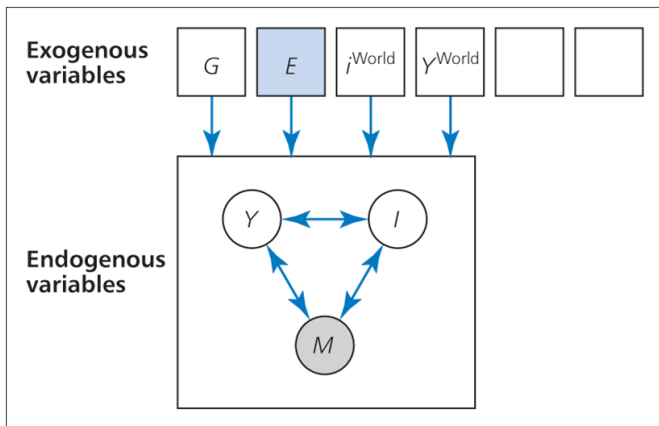 Exogenous
variables
G E i^World Y^World
Y I
Endogenous
variables
M